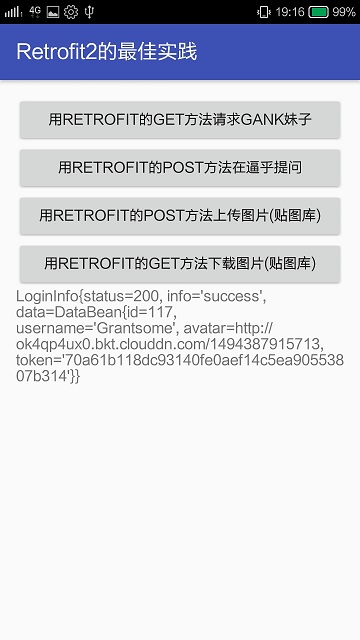 4G 19:16 99%
Retrofit2的最佳实践
用RETROFIT的GET方法请求GANK妹子
用RETROFIT的POST方法在逼乎提问
用RETROFIT的POST方法上传图片(贴图库)
用RETROFIT的GET方法下载图片(贴图库)
LoginInfo{status=200, info='success',
data=DataBean{id=117,
username='Grantsome', avatar=http://
ok4qp4ux0.bkt.clouddn.com/1494387915713,
token='70a61b118dc93140fe0aef14c5ea905538
07b314'}}